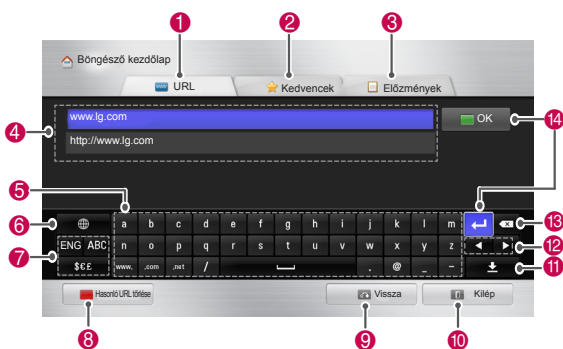 1 2 3
Böngésző kezdőlap
URL Kedvencek Előzmények
4 www.lg.com OK 14
http://www.lg.com
5
6 a b c d e f g h i j k l m 13
ENG ABC n o p q r s t u v w x y z 12
7 $€£ www. .com .net / . @ _ - 11
Hasonló URL törlése Vissza Kilép
8 9 10